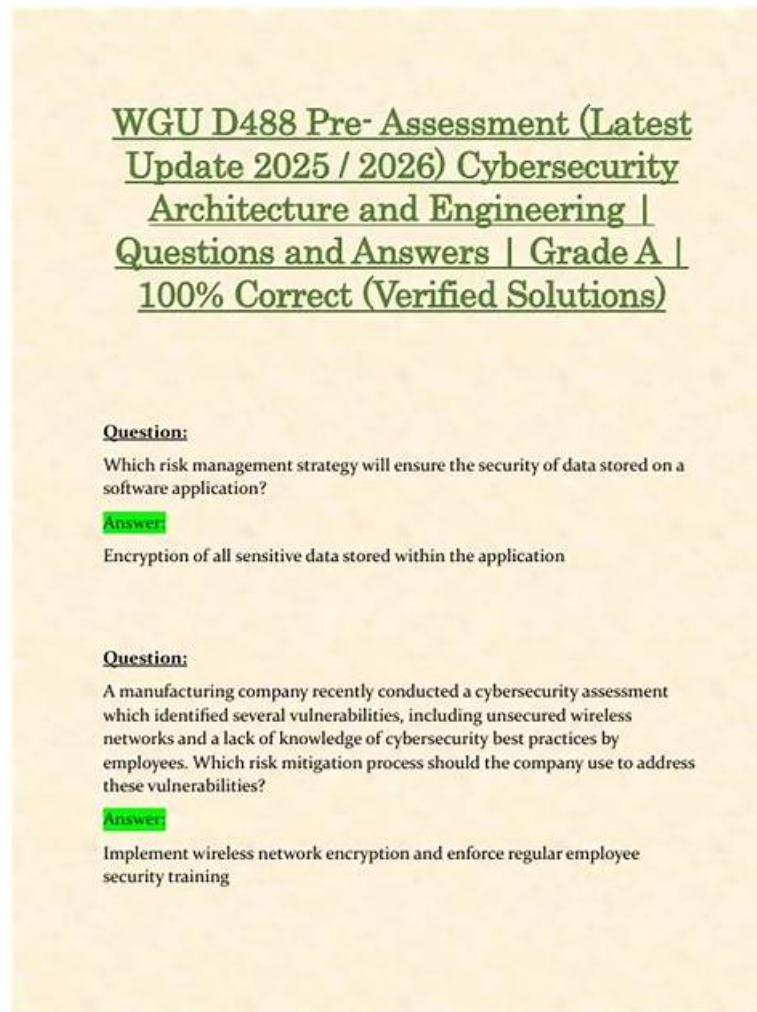 WGU D488 Pre- Assessment (Latest
Update 2025 / 2026) Cybersecurity
Architecture and Engineering |
Questions and Answers | Grade A |
100% Correct (Verified Solutions)
Question:
Which risk management strategy will ensure the security of data stored on a
software application?
Answer:
Encryption of all sensitive data stored within the application
Question:
A manufacturing company recently conducted a cybersecurity assessment
which identified several vulnerabilities, including unsecured wireless
networks and a lack of knowledge of cybersecurity best practices by
employees. Which risk mitigation process should the company use to address
these vulnerabilities?
Answer:
Implement wireless network encryption and enforce regular employee
security training